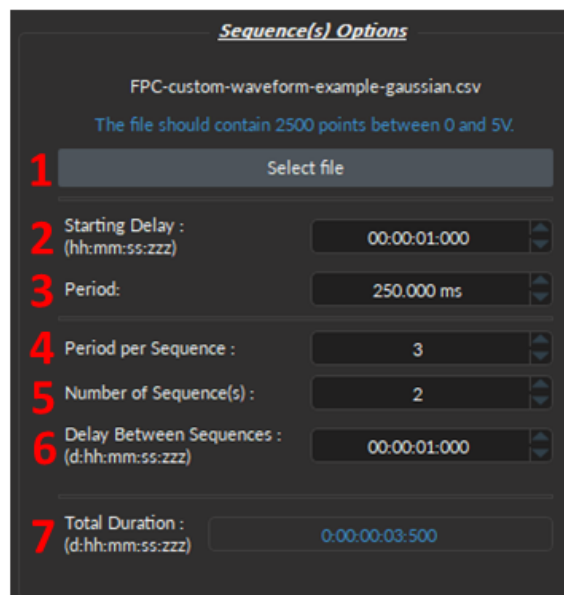 Sequence(s) Options
FPC-custom-waveform-example-gaussian.csv
The file should contain 2500 points between 0 and 5V.
1 Select file
2 Starting Delay : 00:00:01:000
(hh:mm:ss:zzz)
3 Period: 250.000 ms
4 Period per Sequence : 3
5 Number of Sequence(s) : 2
6 Delay Between Sequences : 00:00:01:000
(d:hh:mm:ss:zzz)
7 Total Duration : 0:00:00:03:500
(d:hh:mm:ss:zzz)